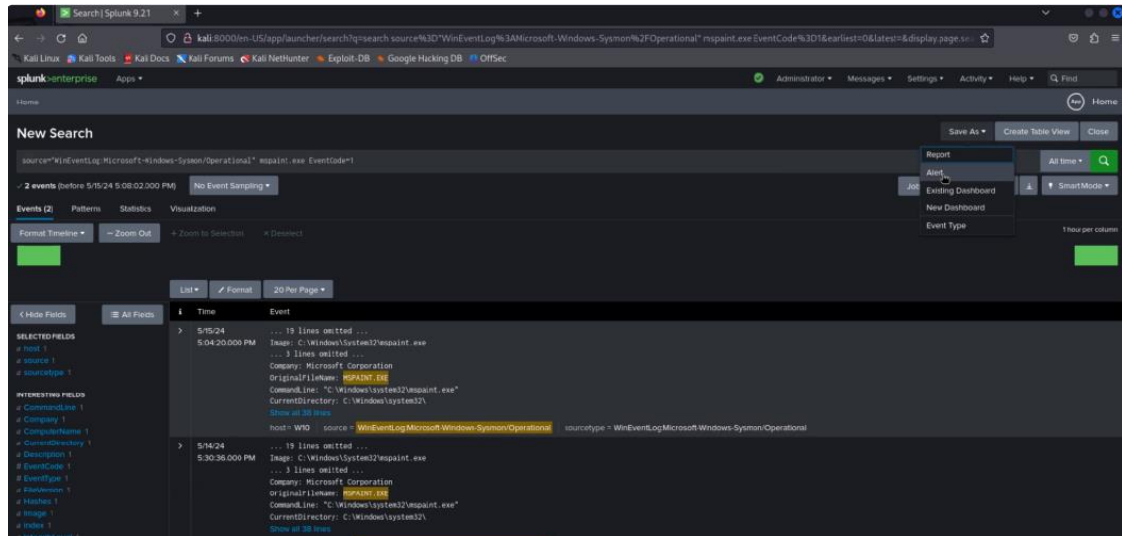 Search | Splunk 9.2.1
kali:8000/en-US/app/launcher/search?q=search source%3D"WinEventLog%3AMicrosoft-Windows-Sysmon%2FOperational" mspaint.exe EventCode%3D1&earliest=0&latest=&display.page.se
Kali Linux Kali Tools Kali Docs Kali Forums Kali NetHunter Exploit-DB Google Hacking DB OffSec
splunk>enterprise Apps Administrator Messages Settings Activity Help Find
Home App Home
New Search Save As Create Table View Close
source="WinEventLog:Microsoft-Windows-Sysmon/Operational" mspaint.exe EventCode=1 All time
Report
Alert
Existing Dashboard
New Dashboard
Event Type
2 events (before 5/15/24 5:08:02.000 PM) No Event Sampling Job Smart Mode
Events (2) Patterns Statistics Visualization
Format Timeline - Zoom Out + Zoom to Selection × Deselect 1 hour per column
List Format 20 Per Page
< Hide Fields All Fields i Time Event
SELECTED FIELDS
a host 1
a source 1
a sourcetype 1
INTERESTING FIELDS
a CommandLine 1
a Company 1
a ComputerName 1
a CurrentDirectory 1
a Description 1
# EventCode 1
# EventType 1
a FileVersion 1
a Hashes 1
a Image 1
a index 1
> 5/15/24 5:04:20.000 PM
... 19 lines omitted ...
Image: C:\Windows\System32\mspaint.exe
... 3 lines omitted ...
Company: Microsoft Corporation
OriginalFileName: MSPAINT.EXE
CommandLine: "C:\Windows\system32\mspaint.exe"
CurrentDirectory: C:\Windows\system32\
Show all 38 lines
host = W10 source = WinEventLog:Microsoft-Windows-Sysmon/Operational sourcetype = WinEventLog:Microsoft-Windows-Sysmon/Operational
> 5/14/24 5:30:36.000 PM
... 19 lines omitted ...
Image: C:\Windows\System32\mspaint.exe
... 3 lines omitted ...
Company: Microsoft Corporation
OriginalFileName: MSPAINT.EXE
CommandLine: "C:\Windows\system32\mspaint.exe"
CurrentDirectory: C:\Windows\system32\
Show all 38 lines